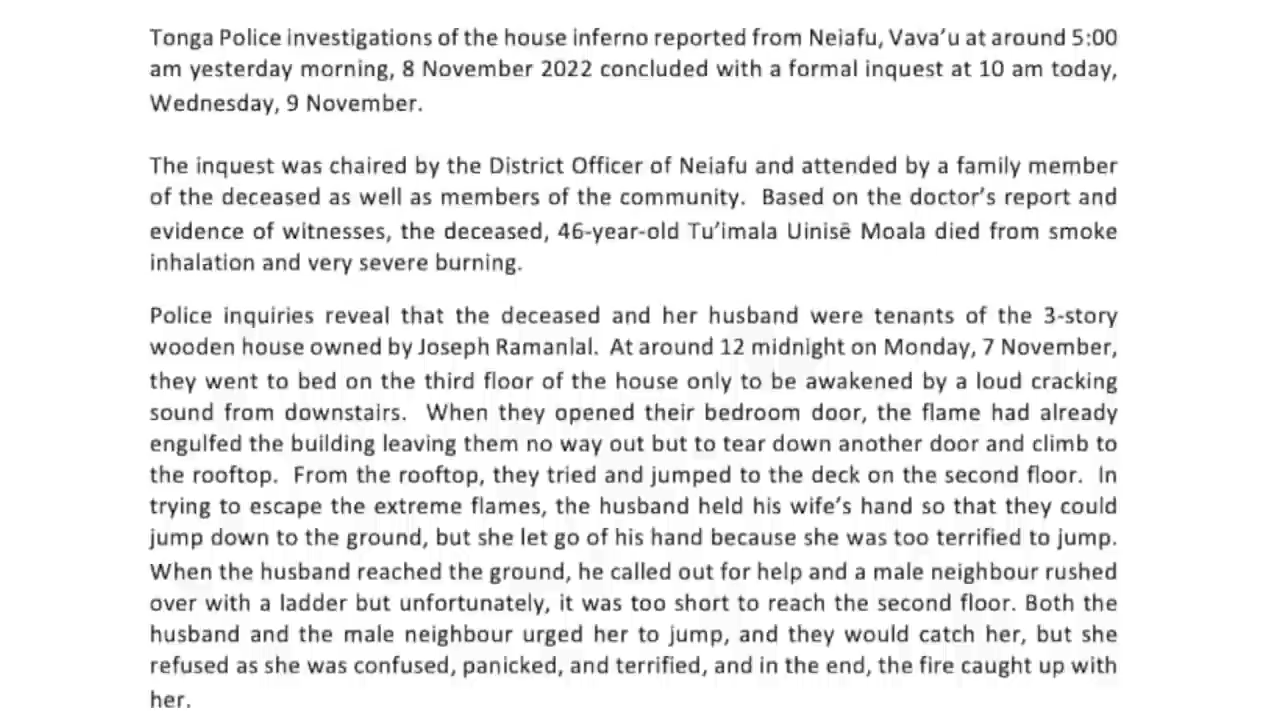 Tonga Police investigations of the house inferno reported from Neiafu, Vava’u at around 5:00
am yesterday morning, 8 November 2022 concluded with a formal inquest at 10 am today,
Wednesday, 9 November.
The inquest was chaired by the District Officer of Neiafu and attended by a family member
of the deceased as well as members of the community.  Based on the doctor’s report and
evidence of witnesses, the deceased, 46-year-old Tu’imala Uinisē Moala died from smoke
inhalation and very severe burning.
Police inquiries reveal that the deceased and her husband were tenants of the 3-story
wooden house owned by Joseph Ramanlal.  At around 12 midnight on Monday, 7 November,
they went to bed on the third floor of the house only to be awakened by a loud cracking
sound from downstairs.  When they opened their bedroom door, the flame had already
engulfed the building leaving them no way out but to tear down another door and climb to
the rooftop.  From the rooftop, they tried and jumped to the deck on the second floor.  In
trying to escape the extreme flames, the husband held his wife’s hand so that they could
jump down to the ground, but she let go of his hand because she was too terrified to jump.
When the husband reached the ground, he called out for help and a male neighbour rushed
over with a ladder but unfortunately, it was too short to reach the second floor. Both the
husband and the male neighbour urged her to jump, and they would catch her, but she
refused as she was confused, panicked, and terrified, and in the end, the fire caught up with
her.